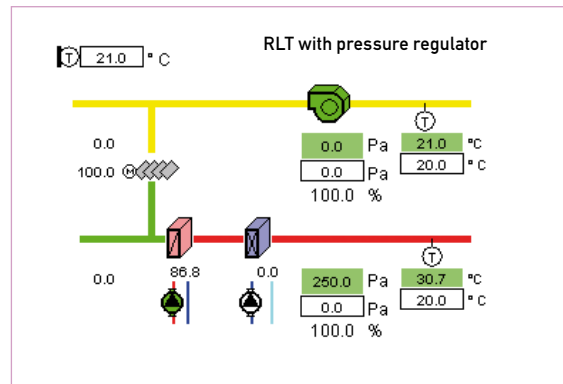 RLT with pressure regulator
T 21.0 °C
T
0.0 0.0 Pa 21.0 °C
0.0 Pa 20.0 °C
100.0 M 100.0 %
T
0.0 86.8 0.0 250.0 Pa 30.7 °C
0.0 Pa 20.0 °C
100.0 %